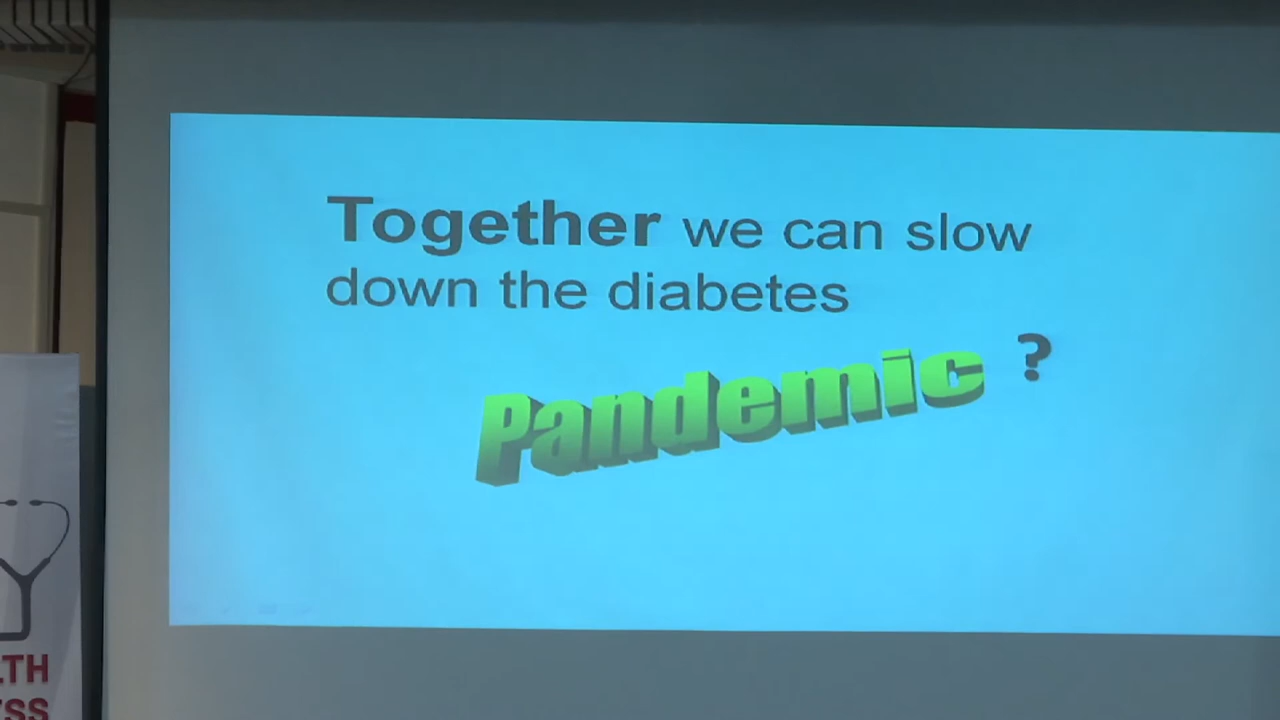 Together we can slow
down the diabetes
Pandemic ?